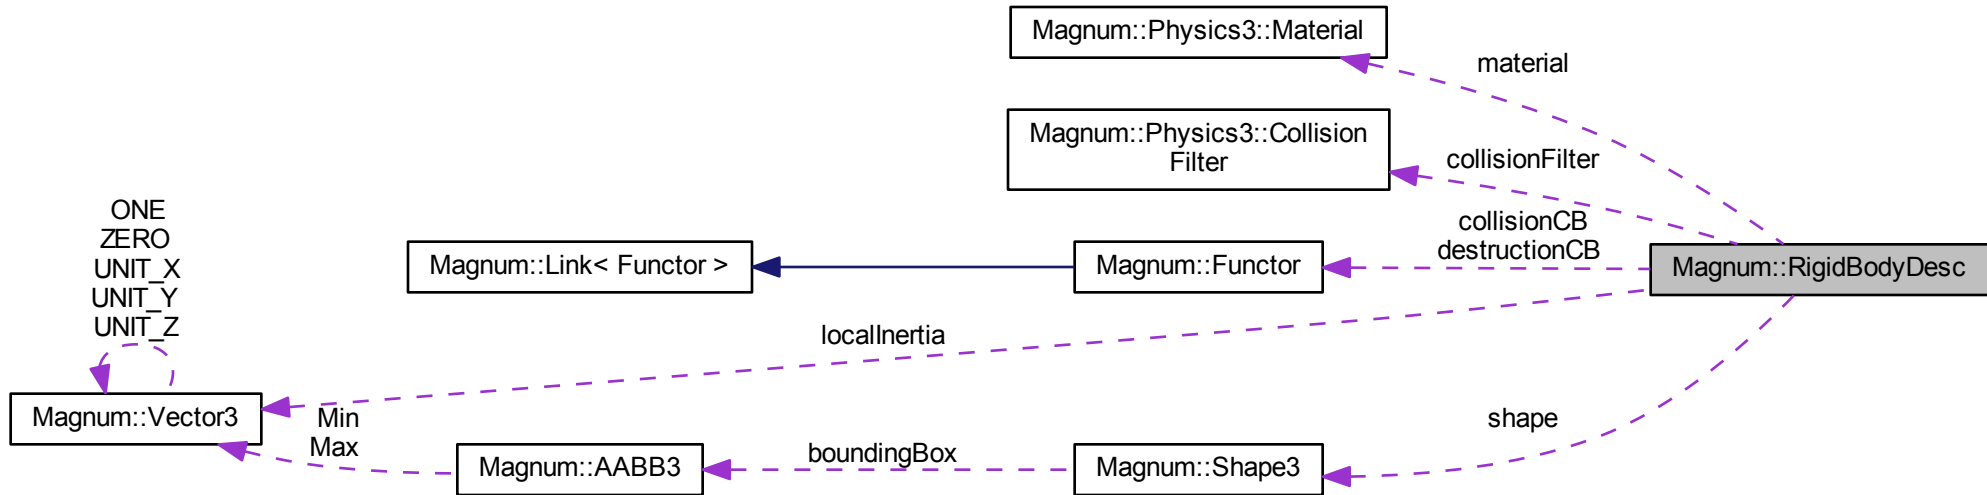 Magnum::Physics3::Material
material
Magnum::Physics3::Collision
Filter
collisionFilter
ONE
ZERO
UNIT_X
UNIT_Y
UNIT_Z
Magnum::Link< Functor >
Magnum::Functor
collisionCB
destructionCB
Magnum::RigidBodyDesc
localInertia
Magnum::Vector3
Min
Max
Magnum::AABB3
boundingBox
Magnum::Shape3
shape